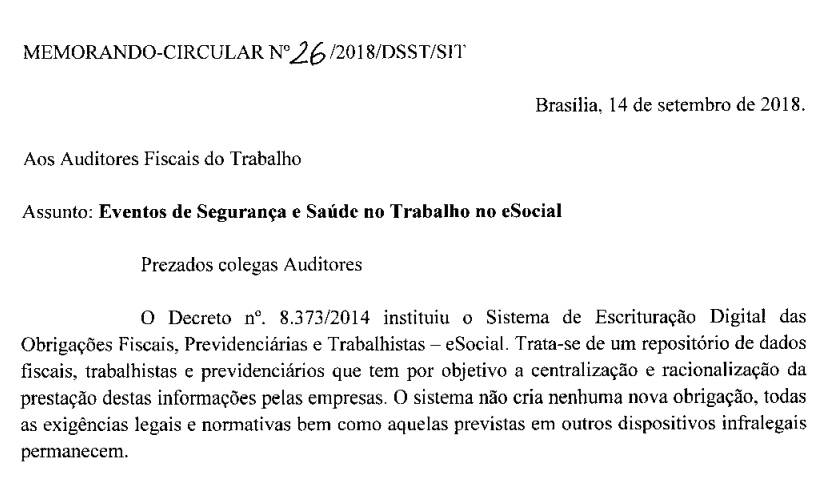 MEMORANDO-CIRCULAR Nº 26 /2018/DSST/SIT
Brasília, 14 de setembro de 2018.
Aos Auditores Fiscais do Trabalho
Assunto: Eventos de Segurança e Saúde no Trabalho no eSocial
Prezados colegas Auditores
O Decreto nº. 8.373/2014 instituiu o Sistema de Escrituração Digital das
Obrigações Fiscais, Previdenciárias e Trabalhistas – eSocial. Trata-se de um repositório de dados
fiscais, trabalhistas e previdenciários que tem por objetivo a centralização e racionalização da
prestação destas informações pelas empresas. O sistema não cria nenhuma nova obrigação, todas
as exigências legais e normativas bem como aquelas previstas em outros dispositivos infralegais
permanecem.